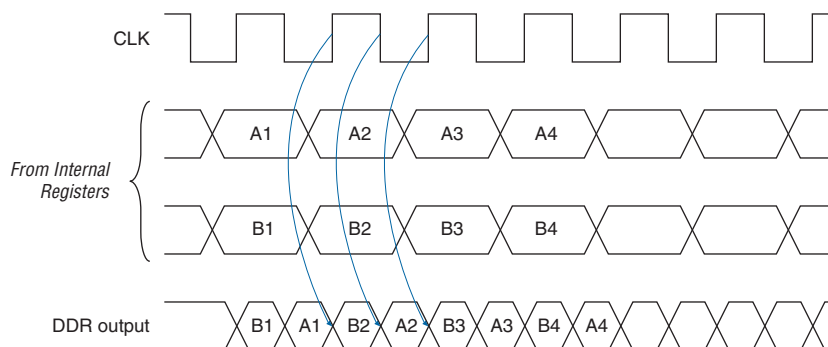 CLK
A1 A2 A3 A4
From Internal
Registers
B1 B2 B3 B4
DDR output B1 A1 B2 A2 B3 A3 B4 A4